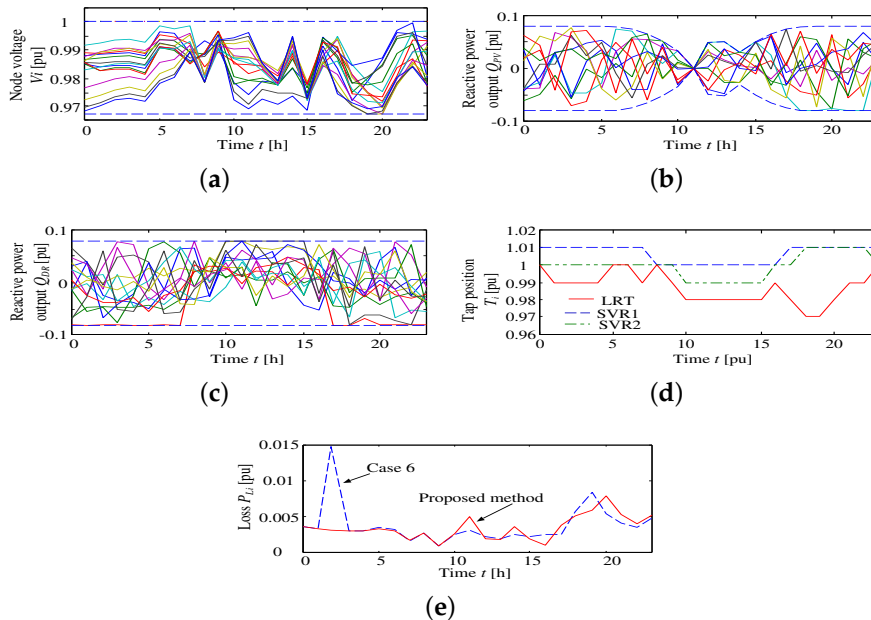 Node voltage
Vi [pu]
1
0.99
0.98
0.97
0
5
10
15
20
Time t [h]
(a)
Reactive power
output QPV [pu]
0.1
0
-0.1
0
5
10
15
20
Time t [h]
(b)
Reactive power
output QDR [pu]
0.1
0
-0.1
0
5
10
15
20
Time t [h]
(c)
Tap position
Ti [pu]
1.02
1.01
1
0.99
0.98
0.97
0.96
LRT
SVR1
SVR2
0
5
10
15
20
Time t [pu]
(d)
Loss PLi [pu]
0.015
0.01
0.005
0
Case 6
Proposed method
0
5
10
15
20
Time t [h]
(e)